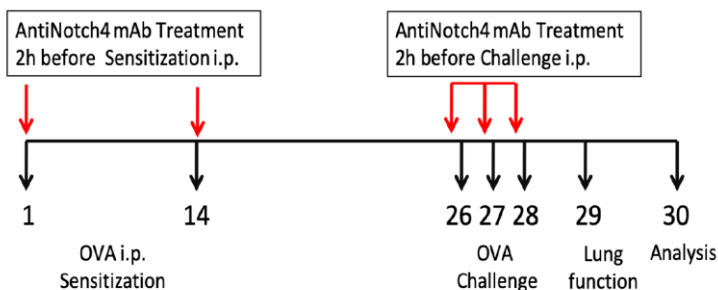 AntiNotch4 mAb Treatment
2h before Sensitization i.p.
AntiNotch4 mAb Treatment
2h before Challenge i.p.
1
14
26
27
28
29
30
OVA i.p.
Sensitization
OVA
Challenge
Lung
function
Analysis